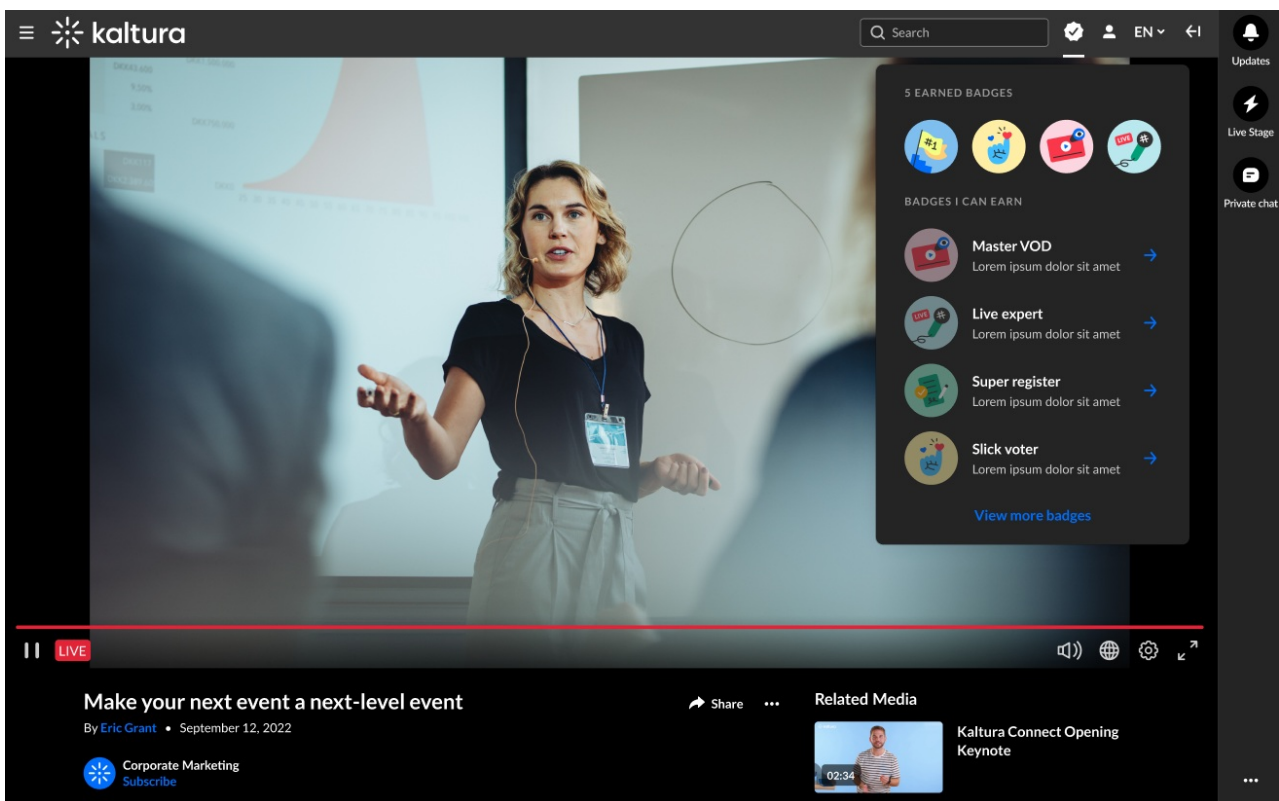 kaltura
Search
EN
Updates
Live Stage
Private chat
5 EARNED BADGES
#1
LIVE
#
BADGES I CAN EARN
Master VOD
Lorem ipsum dolor sit amet
LIVE
#
Live expert
Lorem ipsum dolor sit amet
Super register
Lorem ipsum dolor sit amet
Slick voter
Lorem ipsum dolor sit amet
View more badges
LIVE
Make your next event a next-level event
By Eric Grant • September 12, 2022
Share
Corporate Marketing
Subscribe
Related Media
02:34
Kaltura Connect Opening
Keynote